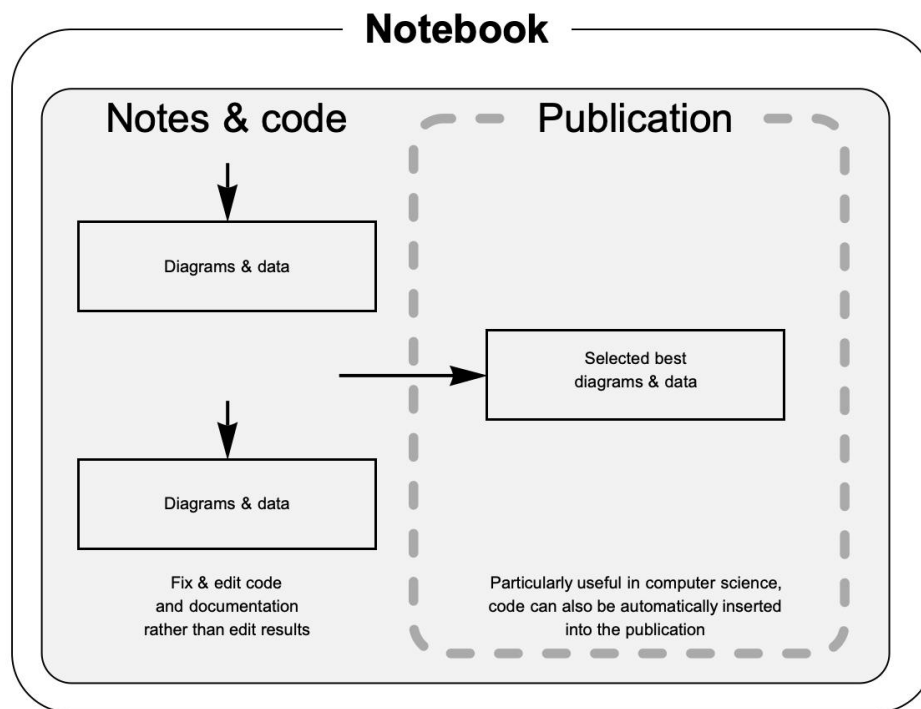 Notebook
Notes & code
Diagrams & data
Diagrams & data
Fix & edit code
and documentation
rather than edit results
Publication
Selected best
diagrams & data
Particularly useful in computer science,
code can also be automatically inserted
into the publication